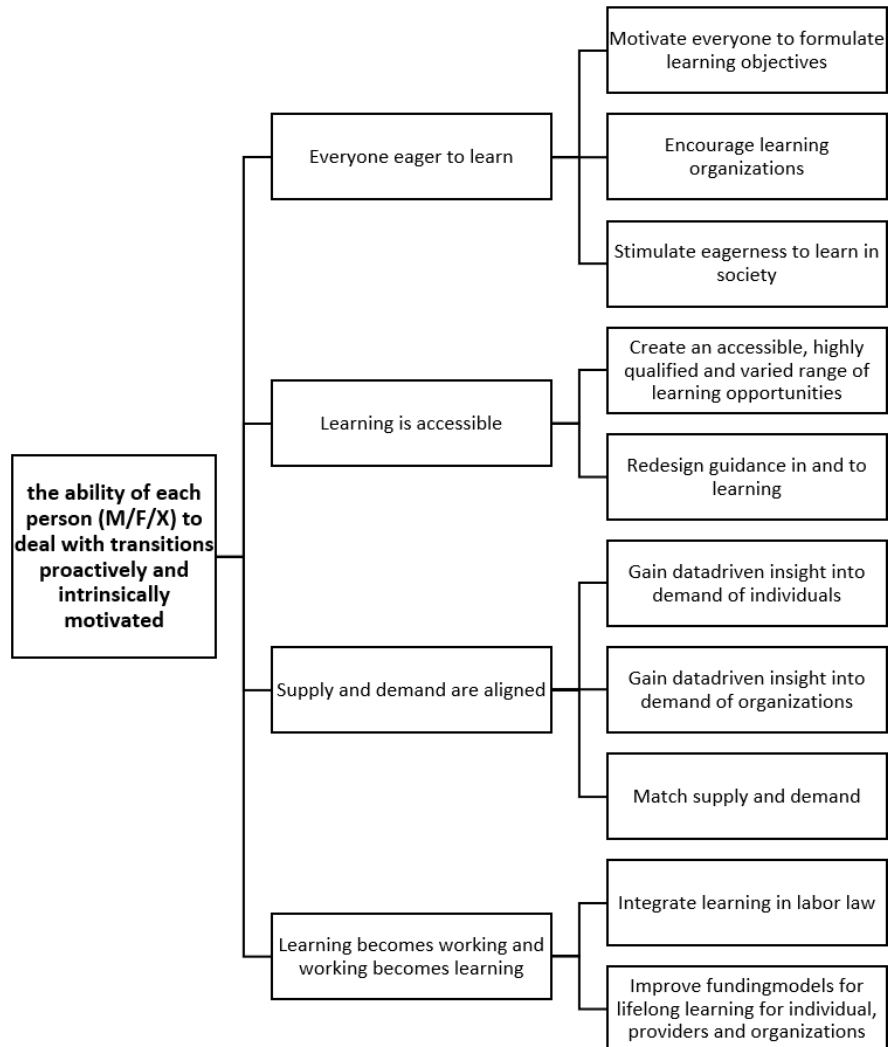 the ability of each
person (M/F/X) to
deal with transitions
proactively and
intrinsically
motivated
Everyone eager to learn
Motivate everyone to formulate
learning objectives
Encourage learning
organizations
Stimulate eagerness to learn in
society
Learning is accessible
Create an accessible, highly
qualified and varied range of
learning opportunities
Redesign guidance in and to
learning
Supply and demand are aligned
Gain datadriven insight into
demand of individuals
Gain datadriven insight into
demand of organizations
Match supply and demand
Learning becomes working and
working becomes learning
Integrate learning in labor law
Improve fundingmodels for
lifelong learning for individual,
providers and organizations